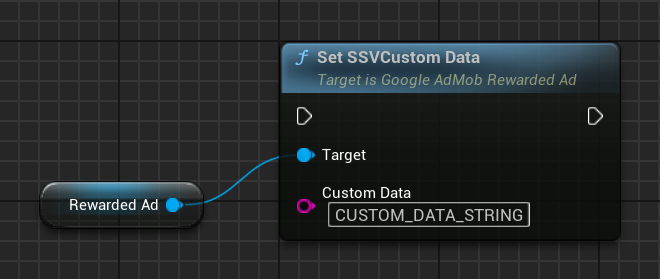 f Set SSVCustom Data
Target is Google AdMob Rewarded Ad
Target
Rewarded Ad
Custom Data
CUSTOM_DATA_STRING